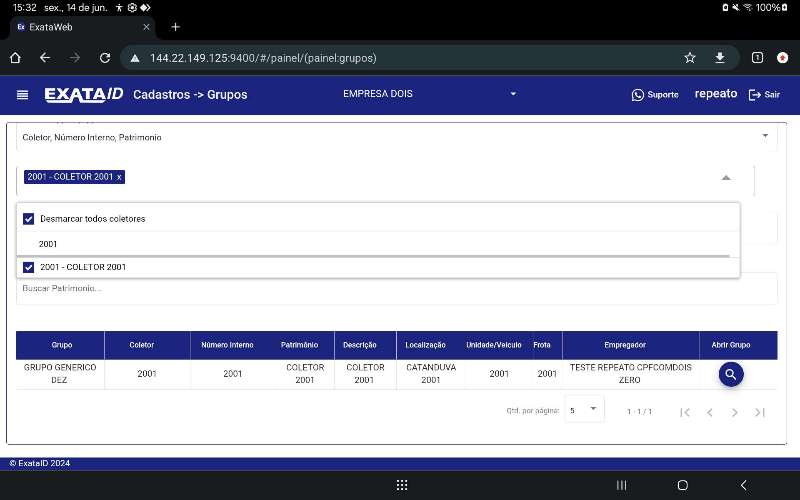 15:32 sex., 14 de jun. 100%
ExataWeb
144.22.149.125:9400/#/painel/(painel:grupos)
1
EXATAID Cadastros -> Grupos EMPRESA DOIS Suporte repeato Sair
Coletor, Número Interno, Patrimonio
2001 - COLETOR 2001 x
Desmarcar todos coletores
2001
2001 - COLETOR 2001
Buscar Patrimonio...
Grupo Coletor Número Interno Patrimônio Descrição Localização Unidade/Veículo Frota Empregador Abrir Grupo
GRUPO GENERICO DEZ 2001 2001 COLETOR 2001 COLETOR 2001 CATANDUVA 2001 2001 2001 TESTE REPEATO CPFCOMDOIS ZERO
Qtd. por página: 5 1 - 1 / 1
© ExataID 2024